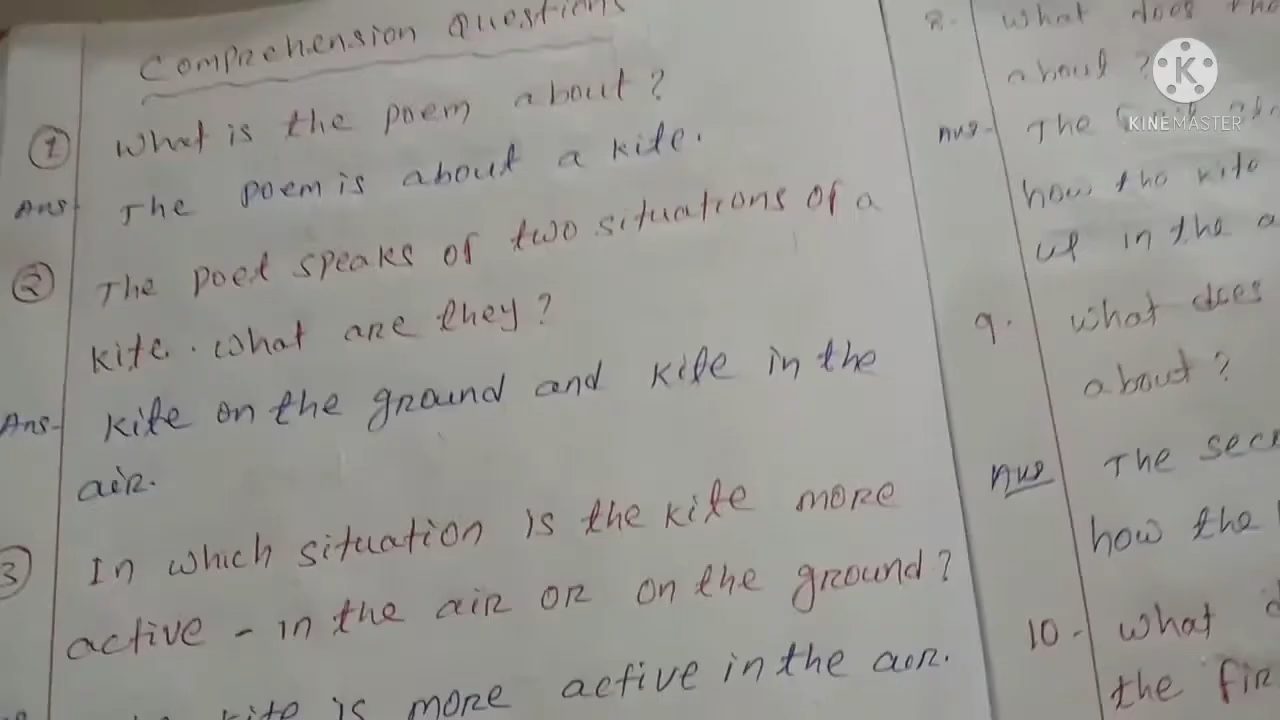 Comprehension Question
① What is the poem about?
Ans The poem is about a kite.
② The poet speaks of two situations of a
kite. What are they?
Ans- Kite on the ground and kite in the
air.
3 In which situation is the kite more
active - in the air or on the ground?
kite is more active in the air.
8. What does the
about?
Ans- The
how the kite
up in the
9. What does
about?
Ans The
how the
10. What
the
KINEMASTER